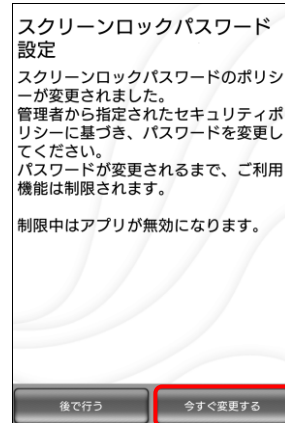 スクリーンロックパスワード
設定
スクリーンロックパスワードのポリシ
ーが変更されました。
管理者から指定されたセキュリティポ
リシーに基づき、パスワードを変更し
てください。
パスワードが変更されるまで、ご利用
機能は制限されます。
制限中はアプリが無効になります。
後で行う
今すぐ変更する